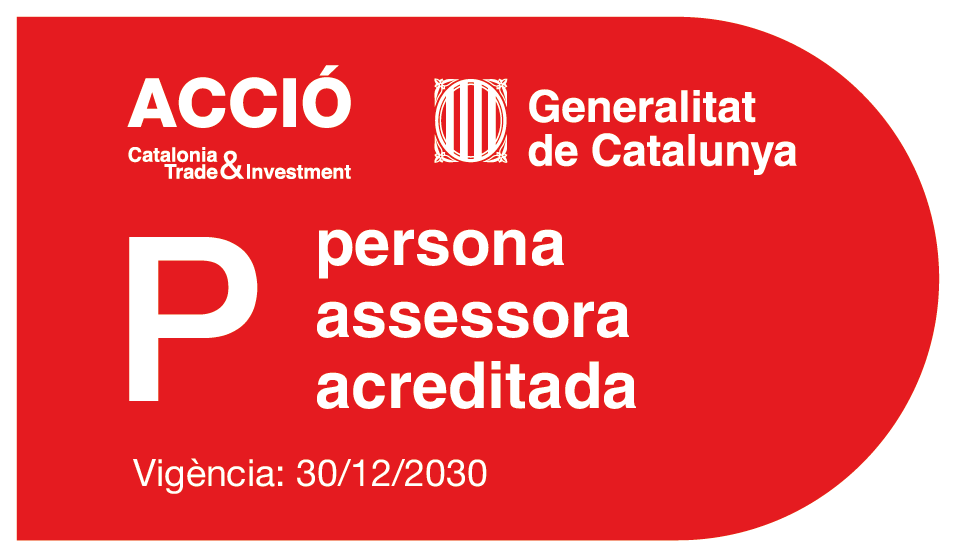 ACCIÓ
Catalonia
Trade & Investment
Generalitat
de Catalunya
P
persona
assessora
acreditada
Vigència: 30/12/2030